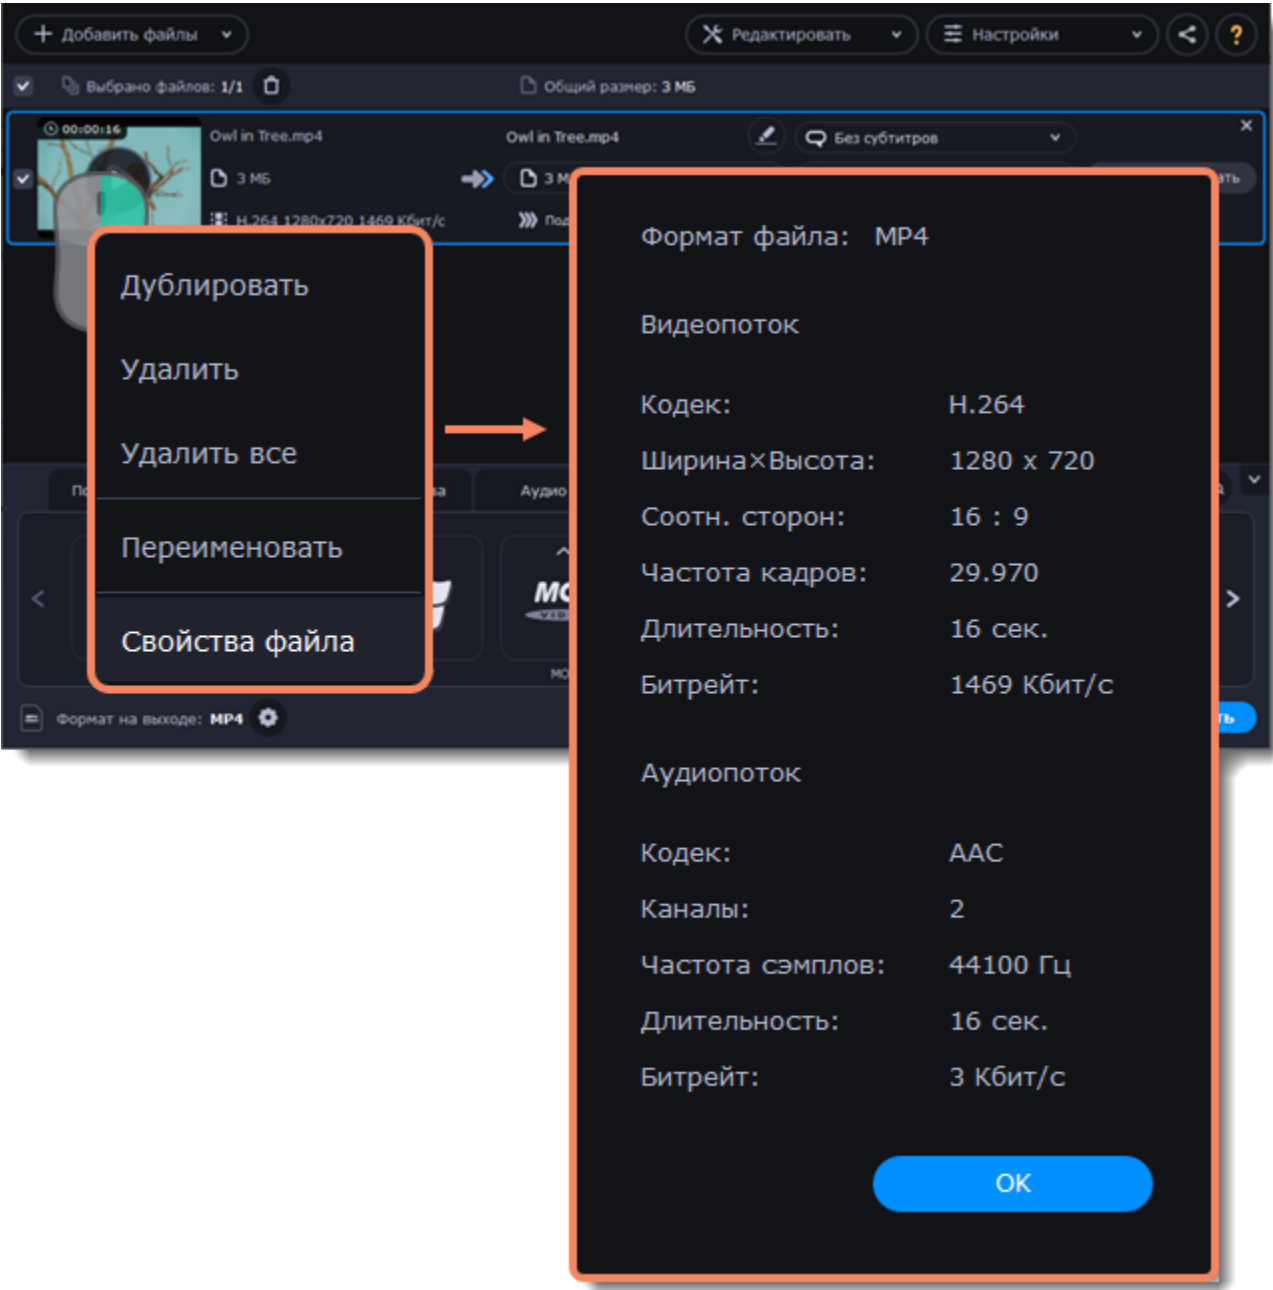 Добавить файлы
Редактировать
Настройки
?
Выбрано файлов: 1/1
Общий размер: 3 МБ
00:00:16
Owl in Tree.mp4
Owl in Tree.mp4
Без субтитров
3 МБ
3 М
ать
H.264 1280x720 1469 Кбит/с
Под
Дублировать
Удалить
Удалить все
Переименовать
Свойства файла
Аудио
Формат на выходе: MP4
ть
Формат файла: MP4
Видеопоток
Кодек: H.264
Ширина×Высота: 1280 x 720
Соотн. сторон: 16 : 9
Частота кадров: 29.970
Длительность: 16 сек.
Битрейт: 1469 Кбит/с
Аудиопоток
Кодек: AAC
Каналы: 2
Частота сэмплов: 44100 Гц
Длительность: 16 сек.
Битрейт: 3 Кбит/с
OK